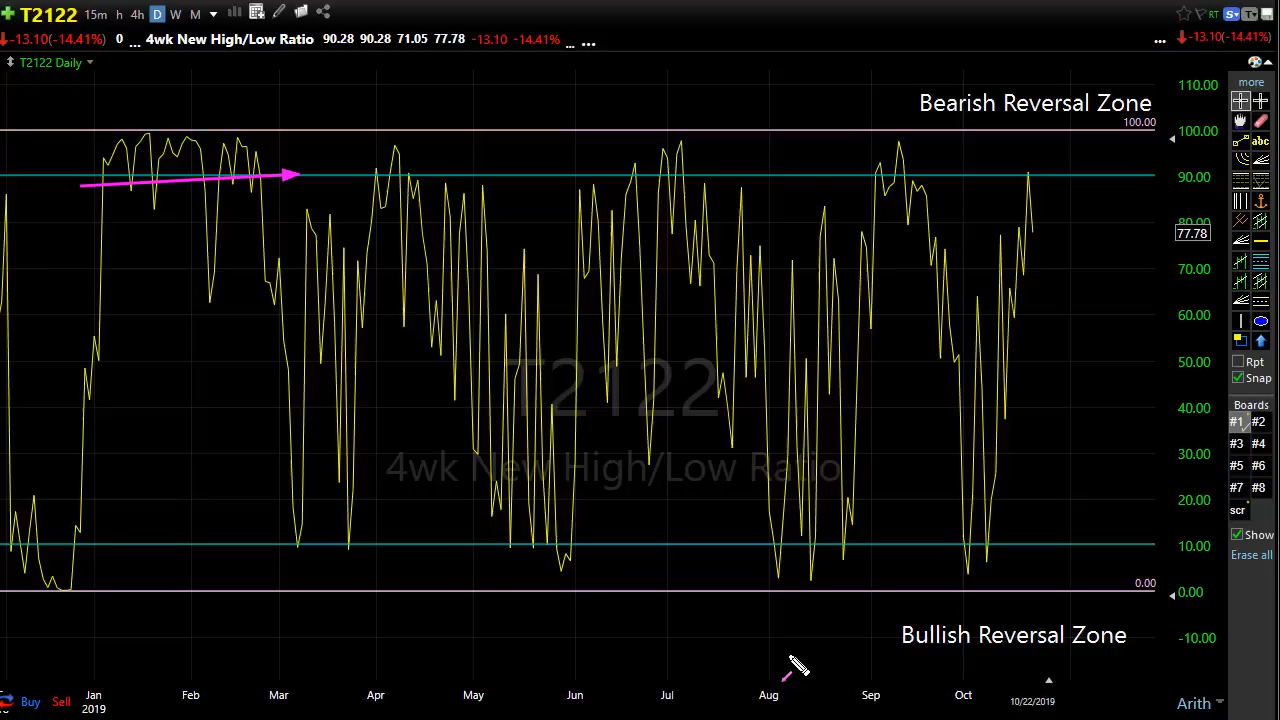 T2122 15m h 4h D W M RT S T
-13.10(-14.41%) 0 ... 4wk New High/Low Ratio 90.28 90.28 71.05 77.78 -13.10 -14.41% ... ... ... -13.10(-14.41%)
T2122 Daily
more
110.00
Bearish Reversal Zone
100.00
100.00
abc
90.00
80.00
77.78
70.00
60.00
50.00
T2122
Rpt
Snap
40.00
Boards
#1 #2
#3 #4
30.00
4wk New High/Low Ratio
#5 #6
#7 #8
20.00
scr
Show
10.00
Erase all
0.00
0.00
Bullish Reversal Zone
-10.00
Jan Feb Mar Apr May Jun Jul Aug Sep Oct
Buy Sell
2019
10/22/2019
Arith